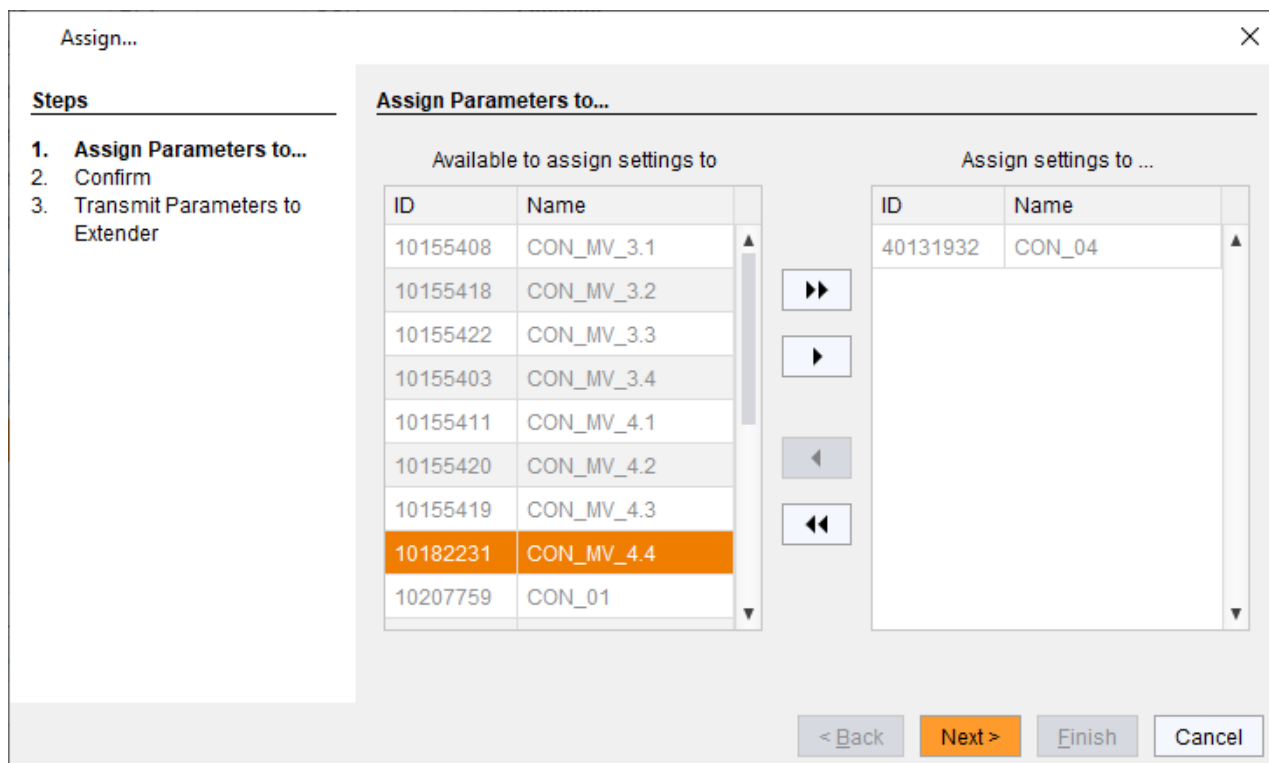 Assign...
Steps
1. Assign Parameters to...
2. Confirm
3. Transmit Parameters to
Extender
Assign Parameters to...
Available to assign settings to
ID Name
10155408 CON_MV_3.1
10155418 CON_MV_3.2
10155422 CON_MV_3.3
10155403 CON_MV_3.4
10155411 CON_MV_4.1
10155420 CON_MV_4.2
10155419 CON_MV_4.3
10182231 CON_MV_4.4
10207759 CON_01
Assign settings to ...
ID Name
40131932 CON_04
< Back Next > Finish Cancel